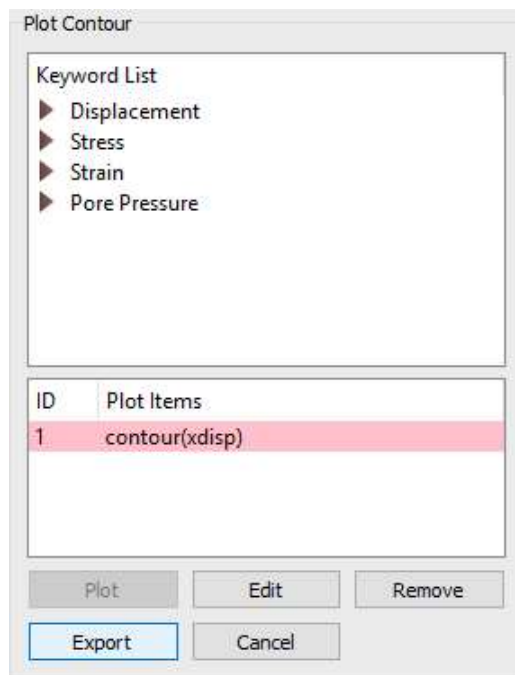 Plot Contour
Keyword List
Displacement
Stress
Strain
Pore Pressure
ID Plot Items
1 contour(xdisp)
Plot Edit Remove
Export Cancel